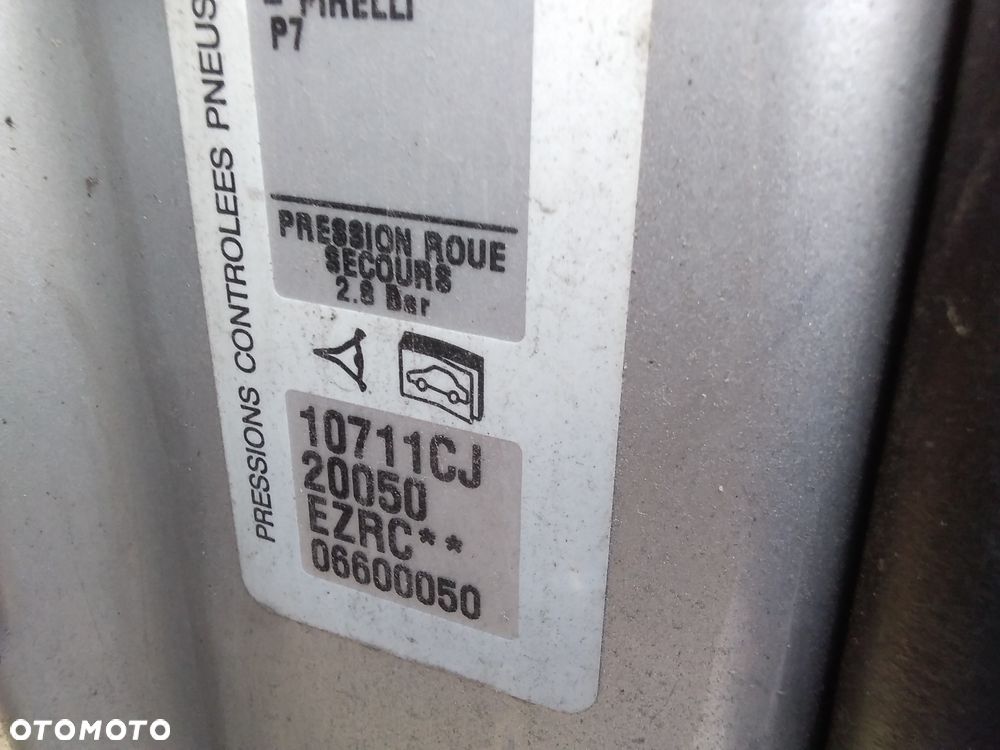 PIRELLI
P7
PRESSION ROUE
SECOURS
2.8 Bar
PRESSIONS CONTROLEES PNEUS
10711CJ
20050
EZRC**
06600050
OTOMOTO